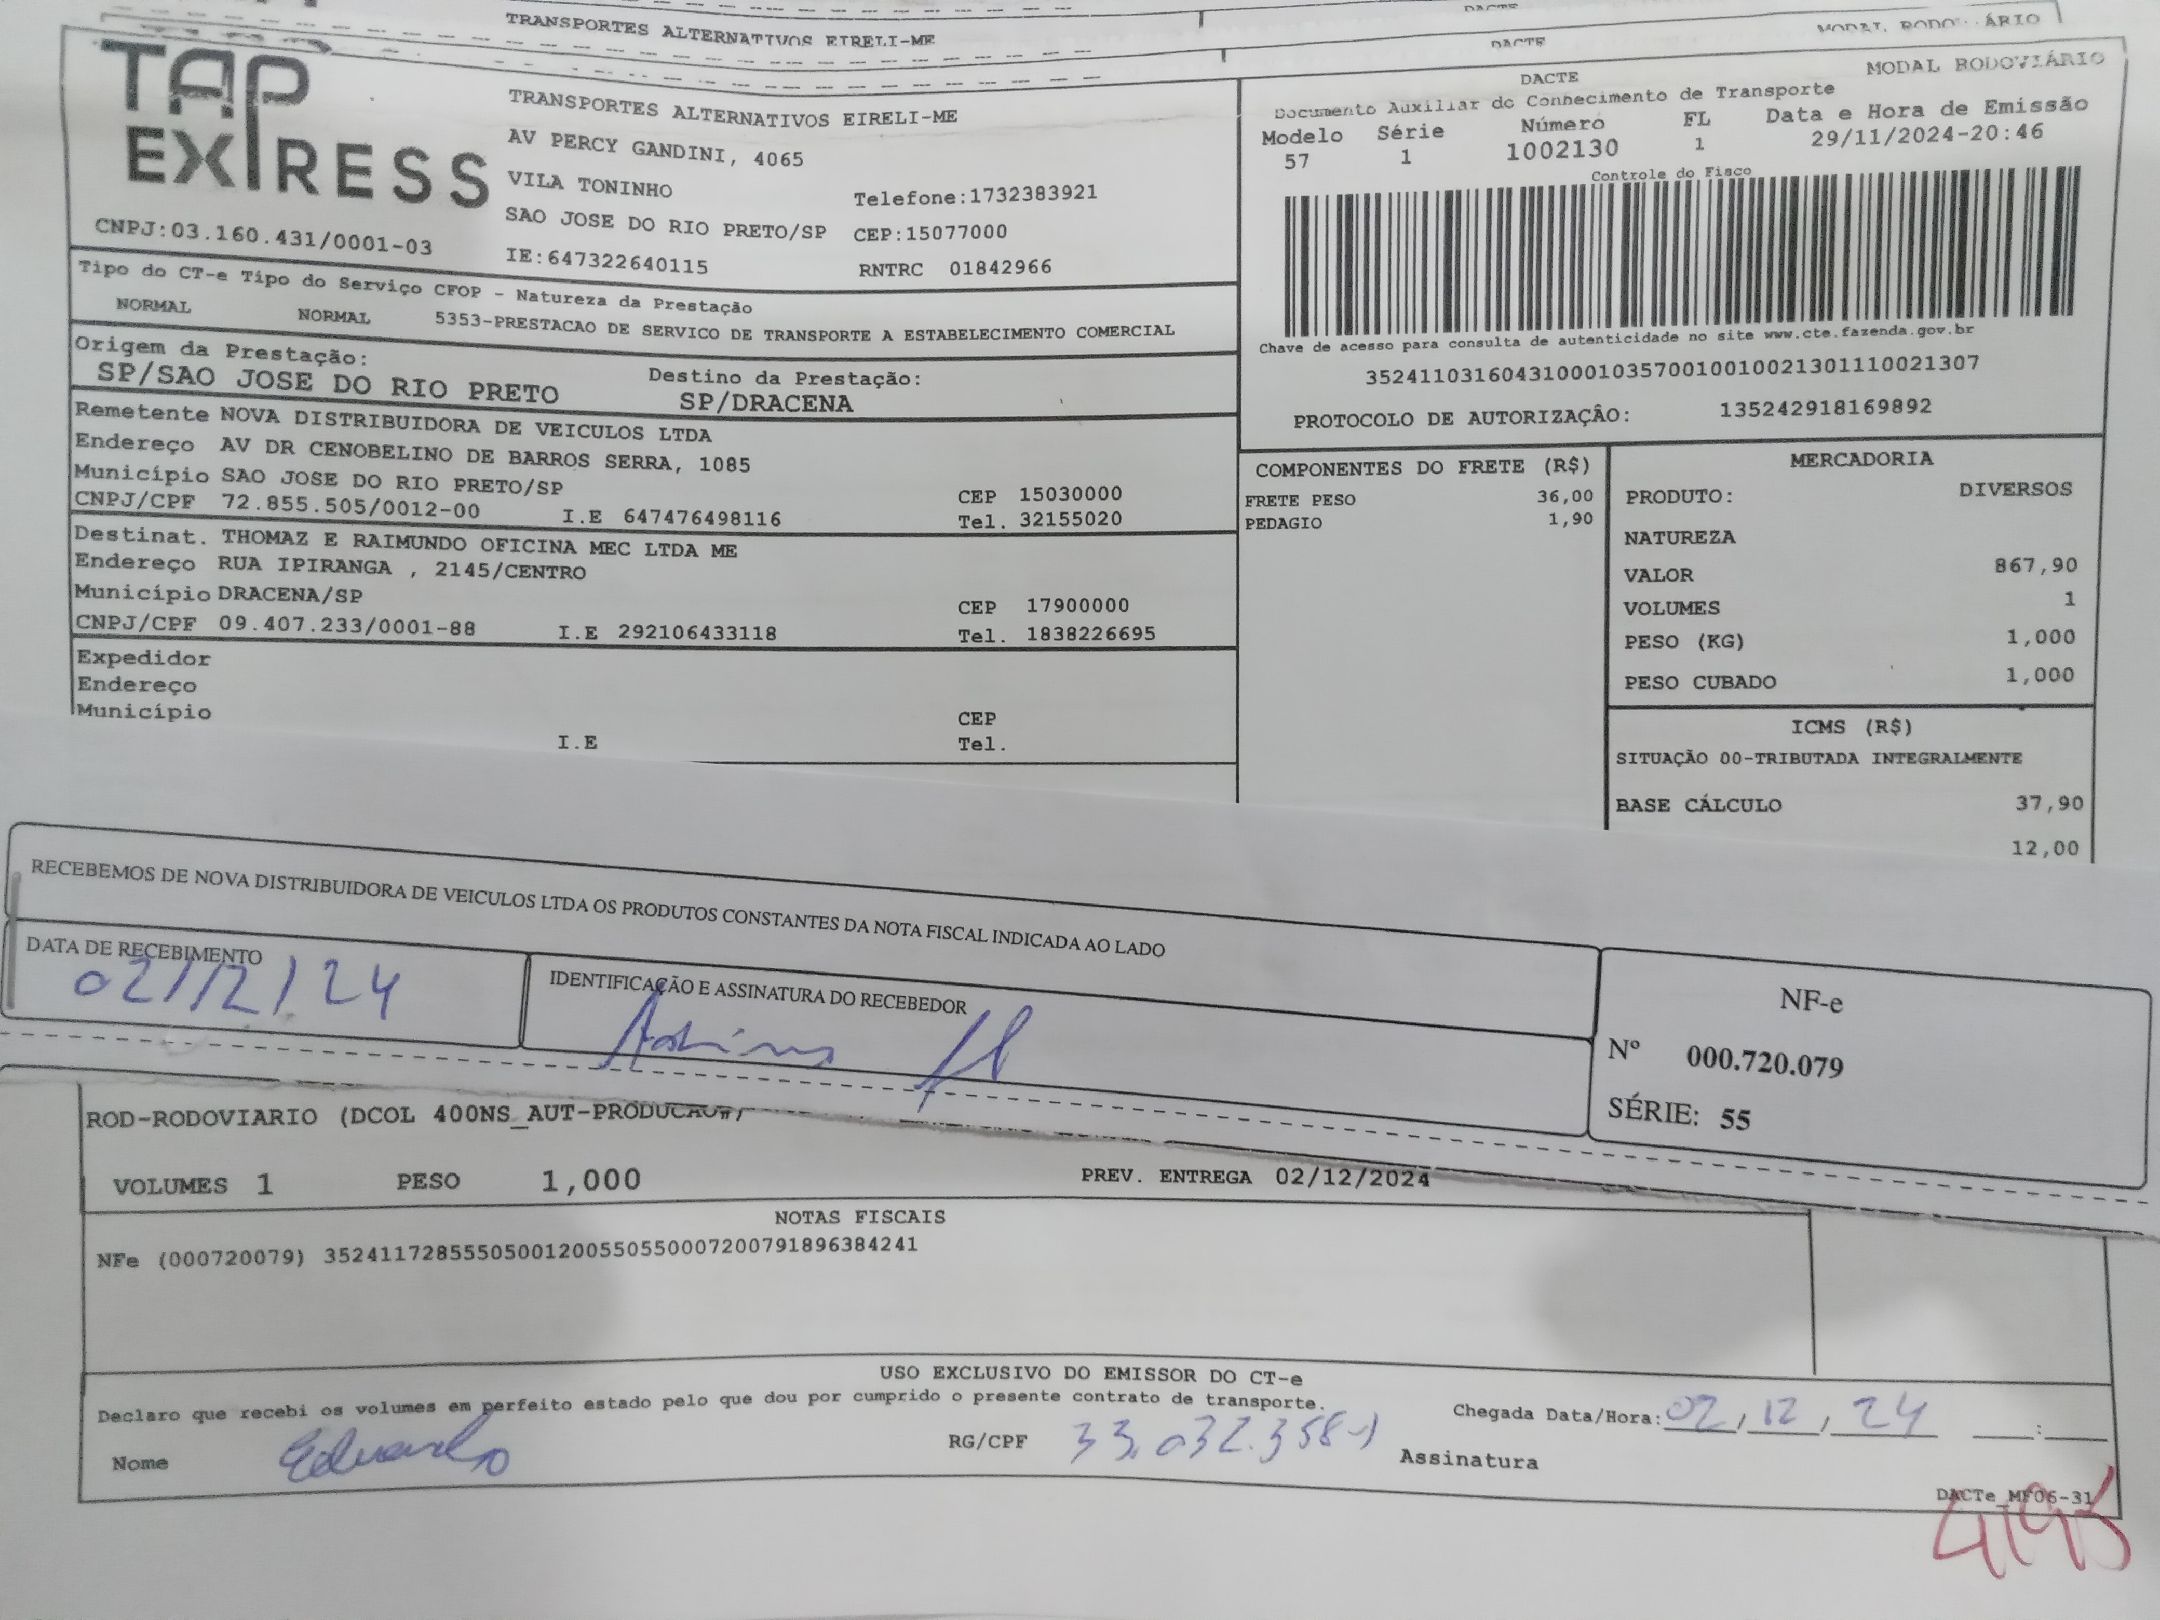 DACTE
TRANSPORTES ALTERNATIVOS EIRELI-ME
MODAL RODO ÁRIO
DACTE
TAP EXPRESS
CNPJ:03.160.431/0001-03
TRANSPORTES ALTERNATIVOS EIRELI-ME
AV PERCY GANDINI, 4065
VILA TONINHO
Telefone:1732383921
SAO JOSE DO RIO PRETO/SP CEP:15077000
IE:647322640115 RNTRC 01842966
DACTE
MODAL RODOVIÁRIO
Documento Auxiliar do Conhecimento de Transporte
Modelo Série Número FL Data e Hora de Emissão
57 1 1002130 1 29/11/2024-20:46
Controle do Fisco
Chave de acesso para consulta de autenticidade no site www.cte.fazenda.gov.br
35241103160431000103570010010021301110021307
PROTOCOLO DE AUTORIZAÇÃO: 135242918169892
Tipo do CT-e Tipo do Serviço CFOP - Natureza da Prestação
NORMAL NORMAL 5353-PRESTACAO DE SERVICO DE TRANSPORTE A ESTABELECIMENTO COMERCIAL
Origem da Prestação: Destino da Prestação:
SP/SAO JOSE DO RIO PRETO SP/DRACENA
Remetente NOVA DISTRIBUIDORA DE VEICULOS LTDA
Endereço AV DR CENOBELINO DE BARROS SERRA, 1085
Município SAO JOSE DO RIO PRETO/SP CEP 15030000
CNPJ/CPF 72.855.505/0012-00 I.E 647476498116 Tel. 32155020
Destinat. THOMAZ E RAIMUNDO OFICINA MEC LTDA ME
Endereço RUA IPIRANGA , 2145/CENTRO
Município DRACENA/SP CEP 17900000
CNPJ/CPF 09.407.233/0001-88 I.E 292106433118 Tel. 1838226695
Expedidor
Endereço
Município CEP
I.E Tel.
COMPONENTES DO FRETE (R$)
FRETE PESO 36,00
PEDAGIO 1,90
MERCADORIA
PRODUTO: DIVERSOS
NATUREZA
VALOR 867,90
VOLUMES 1
PESO (KG) 1,000
PESO CUBADO 1,000
ICMS (R$)
SITUAÇÃO 00-TRIBUTADA INTEGRALMENTE
BASE CÁLCULO 37,90
12,00
RECEBEMOS DE NOVA DISTRIBUIDORA DE VEICULOS LTDA OS PRODUTOS CONSTANTES DA NOTA FISCAL INDICADA AO LADO
DATA DE RECEBIMENTO
02/12/24
IDENTIFICAÇÃO E ASSINATURA DO RECEBEDOR
NF-e
Nº 000.720.079
SÉRIE: 55
ROD-RODOVIARIO (DCOL 400NS_AUT-PRODUCAO#)
VOLUMES 1 PESO 1,000 PREV. ENTREGA 02/12/2024
NOTAS FISCAIS
NFe (000720079) 35241172855505001200550550007200791896384241
USO EXCLUSIVO DO EMISSOR DO CT-e
Declaro que recebi os volumes em perfeito estado pelo que dou por cumprido o presente contrato de transporte.
Chegada Data/Hora: 02, 12, 24 :
Nome Eduardo RG/CPF 33.032.358-1 Assinatura
DACTe_MF06-31